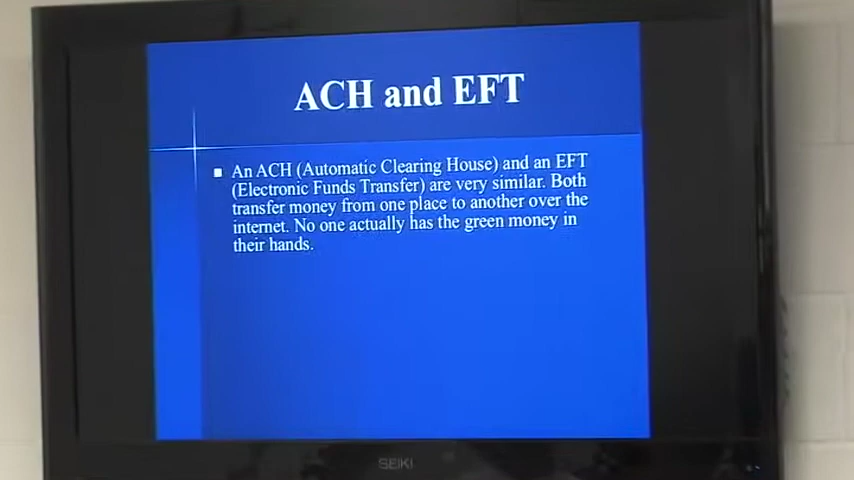 ACH and EFT
■ An ACH (Automatic Clearing House) and an EFT
(Electronic Funds Transfer) are very similar. Both
transfer money from one place to another over the
internet. No one actually has the green money in
their hands.
SEIKI